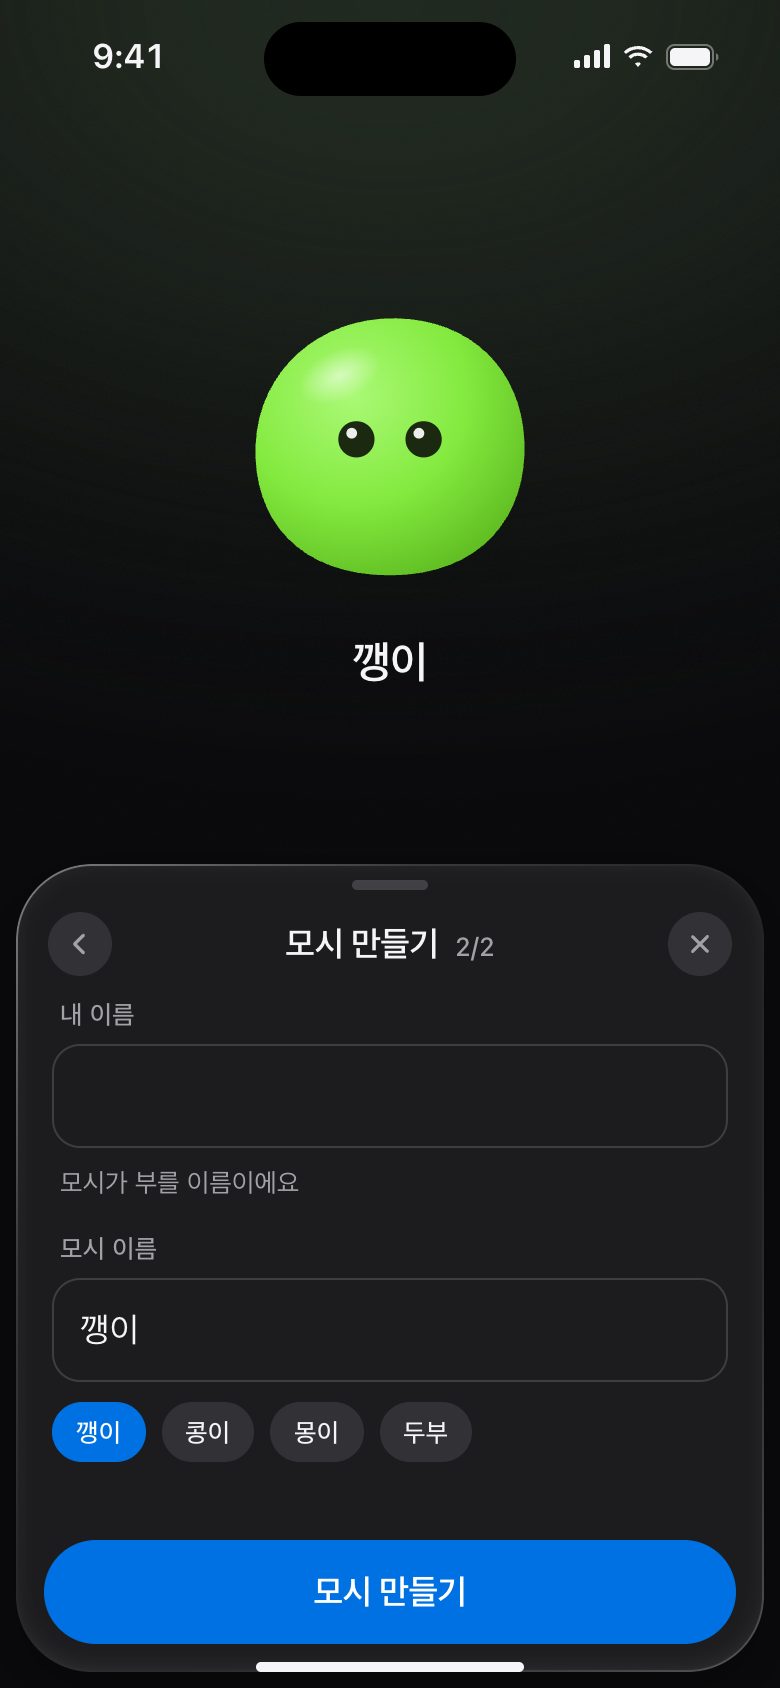 9:41
깽이
모시 만들기 2/2
내 이름
모시가 부를 이름이에요
모시 이름
깽이
깽이 콩이 몽이 두부
모시 만들기